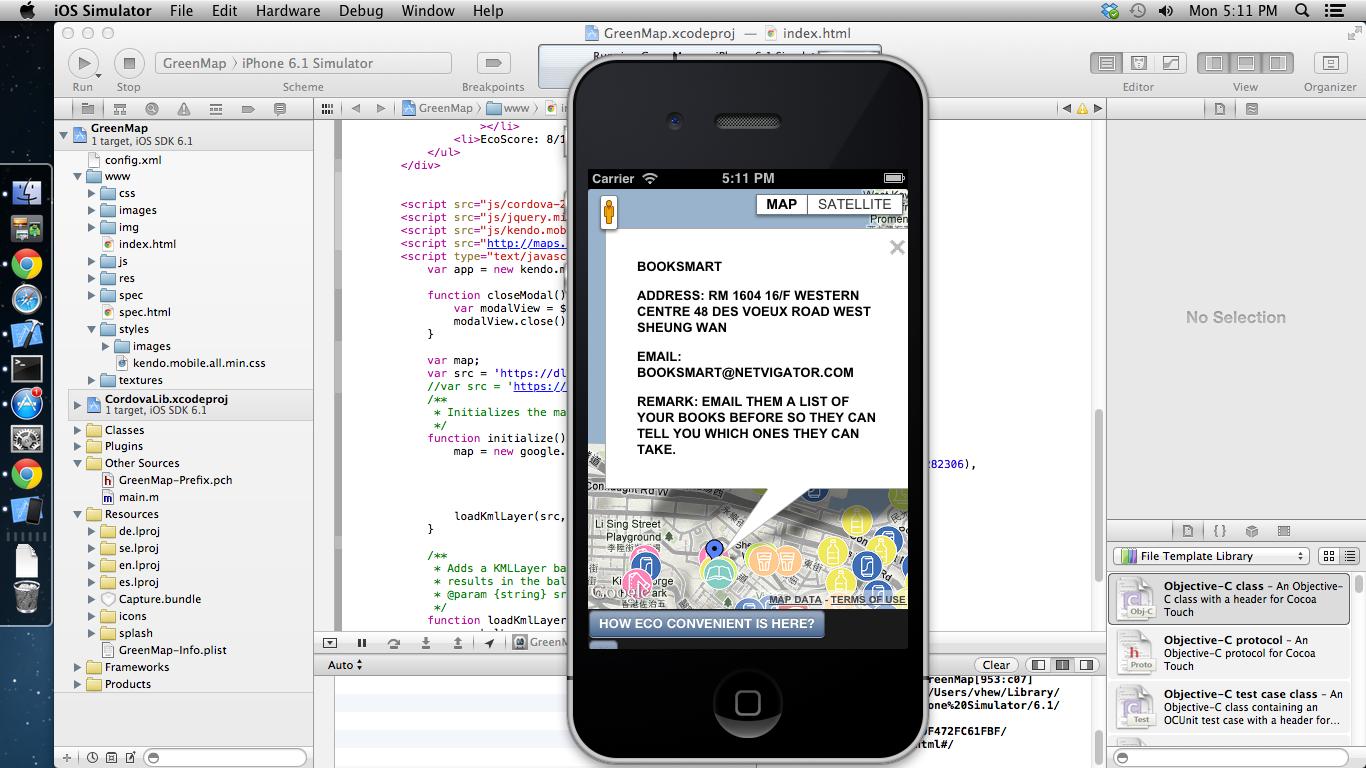 iOS Simulator File Edit Hardware Debug Window Help Mon 5:11 PM
GreenMap.xcodeproj — index.html
GreenMap › iPhone 6.1 Simulator
Run Stop Scheme Breakpoints Editor View Organizer
GreenMap
1 target, iOS SDK 6.1
config.xml
www
css
images
img
index.html
js
res
spec
spec.html
styles
images
kendo.mobile.all.min.css
textures
CordovaLib.xcodeproj
1 target, iOS SDK 6.1
Classes
Plugins
Other Sources
GreenMap-Prefix.pch
main.m
Resources
de.lproj
se.lproj
en.lproj
es.lproj
Capture.bundle
icons
splash
GreenMap-Info.plist
Frameworks
Products
GreenMap › www ›
></li>
<li>EcoScore: 8/1
</ul>
</div>
<script src="js/cordova-2
<script src="js/jquery.mi
<script src="js/kendo.mob
<script src="http://maps.
<script type="text/javasc
var app = new kendo.m
function closeModal()
var modalView = $
modalView.close()
}
var map;
var src = 'https://dl
//var src = 'https://
/**
* Initializes the ma
*/
function initialize()
map = new google.
282306),
loadKmlLayer(src,
}
/**
* Adds a KMLLayer ba
* results in the bal
* @param {string} sr
*/
function loadKmlLayer
Auto
Clear
GreenMap[953:c07]
/Users/vhew/Library/
one%20Simulator/6.1/
0F472FC61FBF/
html#/
Carrier 5:11 PM
MAP SATELLITE
BOOKSMART
ADDRESS: RM 1604 16/F WESTERN
CENTRE 48 DES VOEUX ROAD WEST
SHEUNG WAN
EMAIL:
BOOKSMART@NETVIGATOR.COM
REMARK: EMAIL THEM A LIST OF
YOUR BOOKS BEFORE SO THEY CAN
TELL YOU WHICH ONES THEY CAN
TAKE.
Li Sing Street
Playground
MAP DATA - TERMS OF USE
HOW ECO CONVENIENT IS HERE?
No Selection
File Template Library
Objective-C class – An Objective-
C class with a header for Cocoa
Touch
Objective-C protocol – An
Objective-C protocol for Cocoa
Touch
Objective-C test case class – An
Objective-C class containing an
OCUnit test case with a header for...